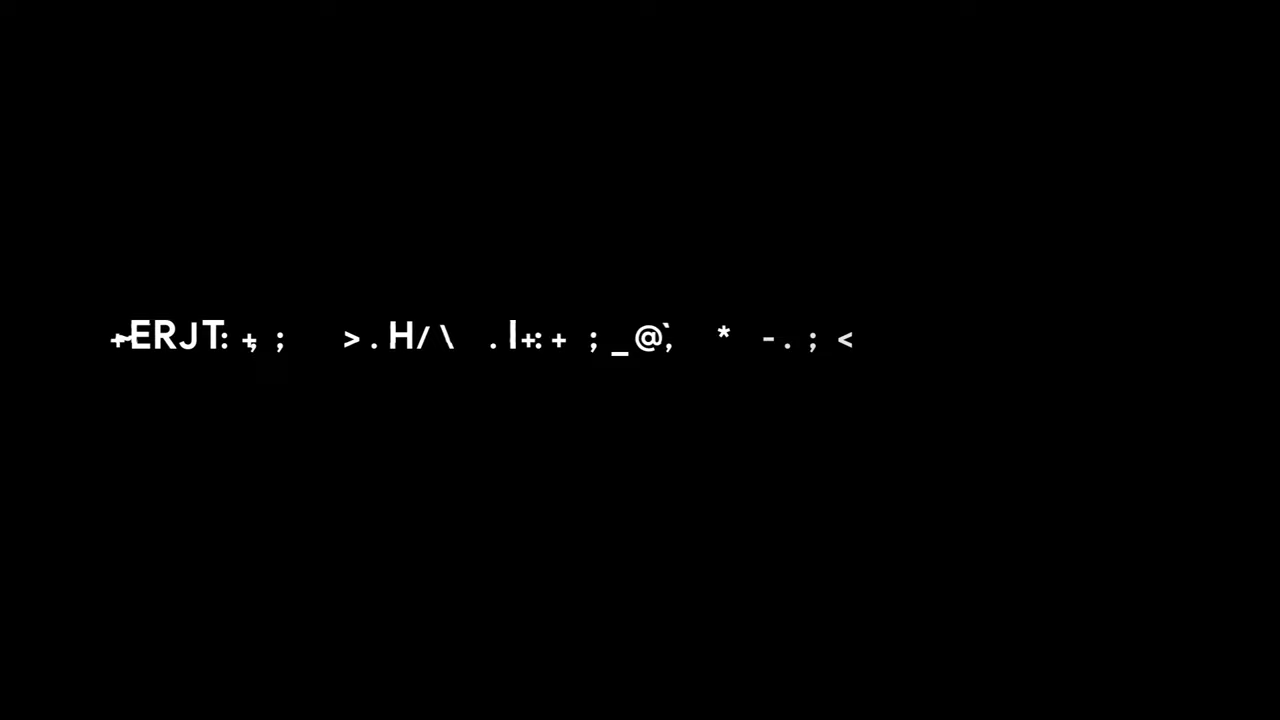 +~ERJT: +, ; > . H/ \ . I+: + ; _ @`, * - . ; <